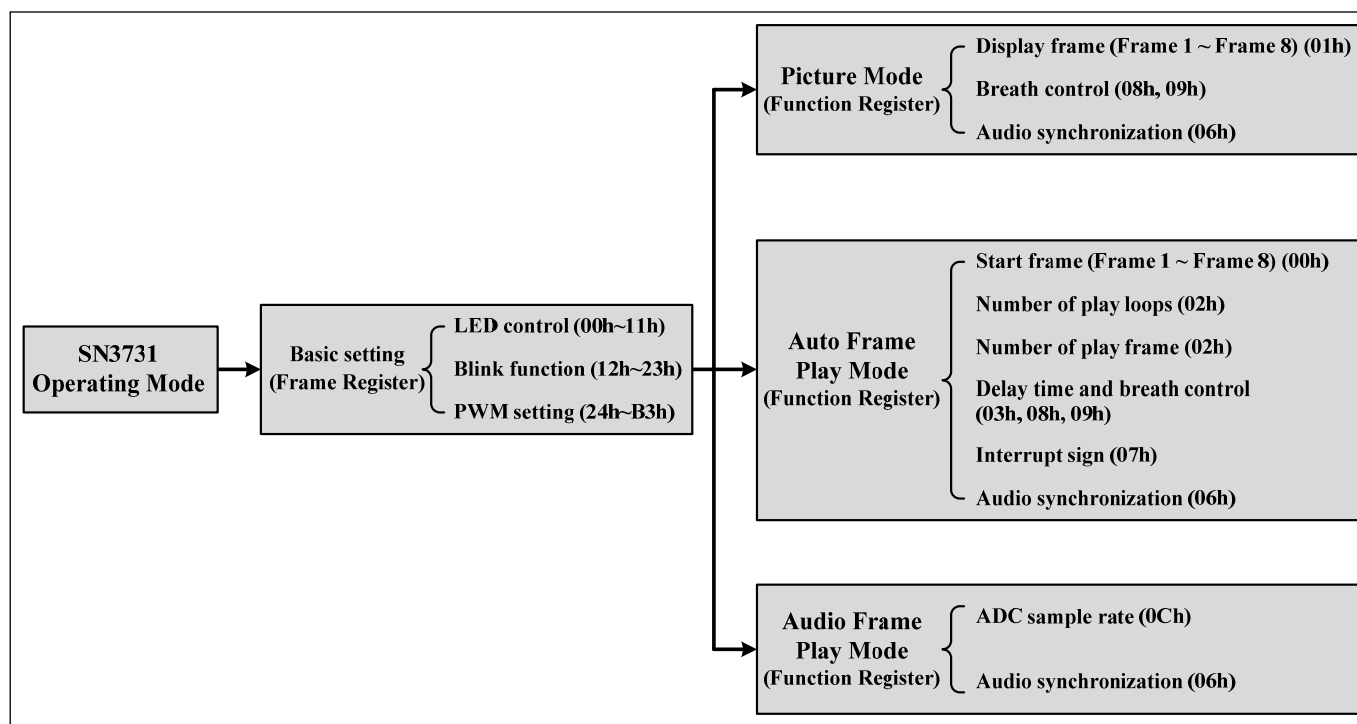 SN3731
Operating Mode
Basic setting
(Frame Register)
LED control (00h~11h)
Blink function (12h~23h)
PWM setting (24h~B3h)
Picture Mode
(Function Register)
Display frame (Frame 1 ~ Frame 8) (01h)
Breath control (08h, 09h)
Audio synchronization (06h)
Auto Frame
Play Mode
(Function Register)
Start frame (Frame 1 ~ Frame 8) (00h)
Number of play loops (02h)
Number of play frame (02h)
Delay time and breath control
(03h, 08h, 09h)
Interrupt sign (07h)
Audio synchronization (06h)
Audio Frame
Play Mode
(Function Register)
ADC sample rate (0Ch)
Audio synchronization (06h)